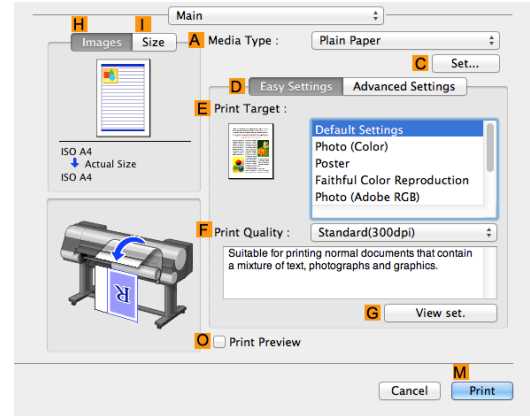 Main
H I
Images Size
A Media Type : Plain Paper
C Set...
D Easy Settings Advanced Settings
E Print Target :
Default Settings
Photo (Color)
Poster
Faithful Color Reproduction
Photo (Adobe RGB)
ISO A4
Actual Size
ISO A4
F Print Quality : Standard(300dpi)
Suitable for printing normal documents that contain
a mixture of text, photographs and graphics.
R
G View set.
O Print Preview
M
Cancel Print